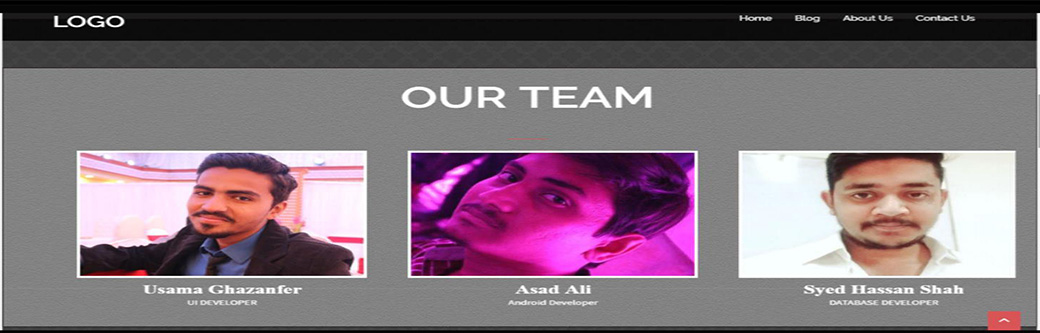 LOGO
Home Blog About Us Contact Us
OUR TEAM
Usama Ghazanfer
UI DEVELOPER
Asad Ali
Android Developer
Syed Hassan Shah
DATABASE DEVELOPER